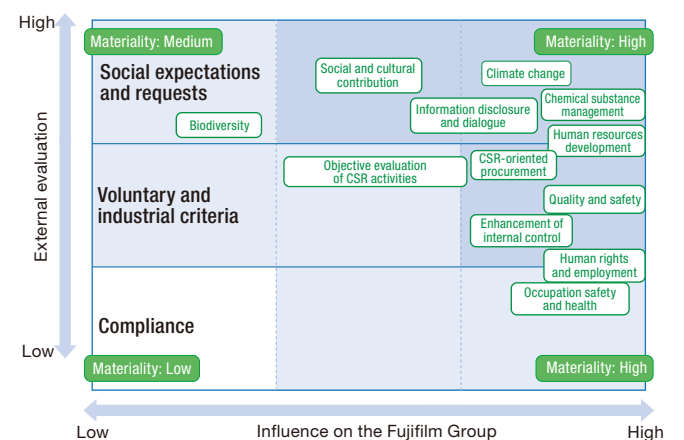 High
Materiality: Medium
Materiality: High
Social expectations
and requests
Social and cultural
contribution
Climate change
Chemical substance
management
Information disclosure
and dialogue
Biodiversity
Human resources
development
External evaluation
Objective evaluation
of CSR activities
CSR-oriented
procurement
Voluntary and
industrial criteria
Quality and safety
Enhancement of
internal control
Human rights
and employment
Occupation safety
and health
Compliance
Low
Materiality: Low
Materiality: High
Low
Influence on the Fujifilm Group
High